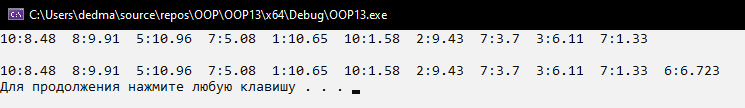 C:\Users\dedma\source\repos\OOP\OOP13\x64\Debug\OOP13.exe
10:8.48 8:9.91 5:10.96 7:5.08 1:10.65 10:1.58 2:9.43 7:3.7 3:6.11 7:1.33
10:8.48 8:9.91 5:10.96 7:5.08 1:10.65 10:1.58 2:9.43 7:3.7 3:6.11 7:1.33 6:6.723
Для продолжения нажмите любую клавишу . . .